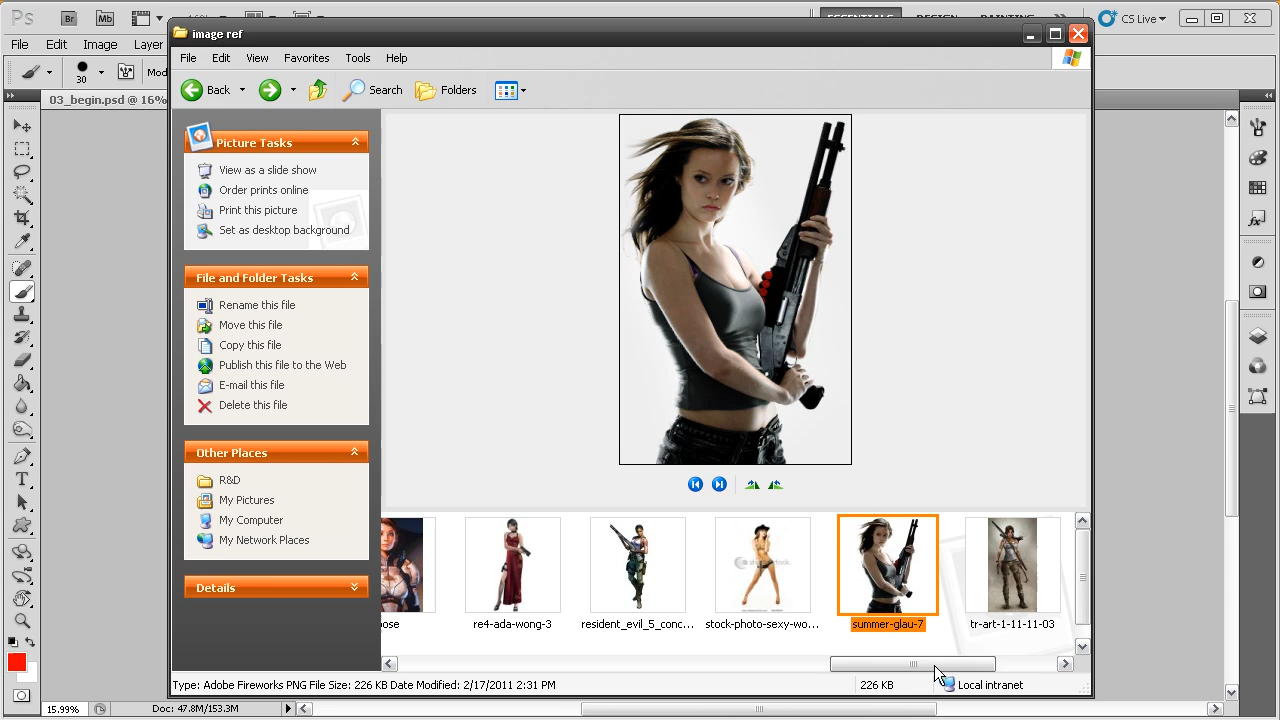 Ps
Br
Mb
ESSENTIALS
CS Live
File
Edit
Image
Layer
30
03_begin.psd @ 16%
image ref
File
Edit
View
Favorites
Help
Back
Search
Folders
Picture Tasks
View as a slide show
Order prints online
Print this picture
Set as desktop background
File and Folder Tasks
Rename this file
Move this file
Copy this file
Publish this file to the Web
E-mail this file
Delete this file
Other Places
R&D
My Pictures
My Computer
My Network Places
Details
re4-ada-wong-3
resident_evil_5_conc...
stock-photo-sexy-wo...
summer-glau-7
tr-art-1-11-11-03
Type: Adobe Fireworks PNG File Size: 226 KB Date Modified: 2/17/2011 2:31 PM
226 KB
Local intranet
15.99%
Doc: 47.8M/153.3M